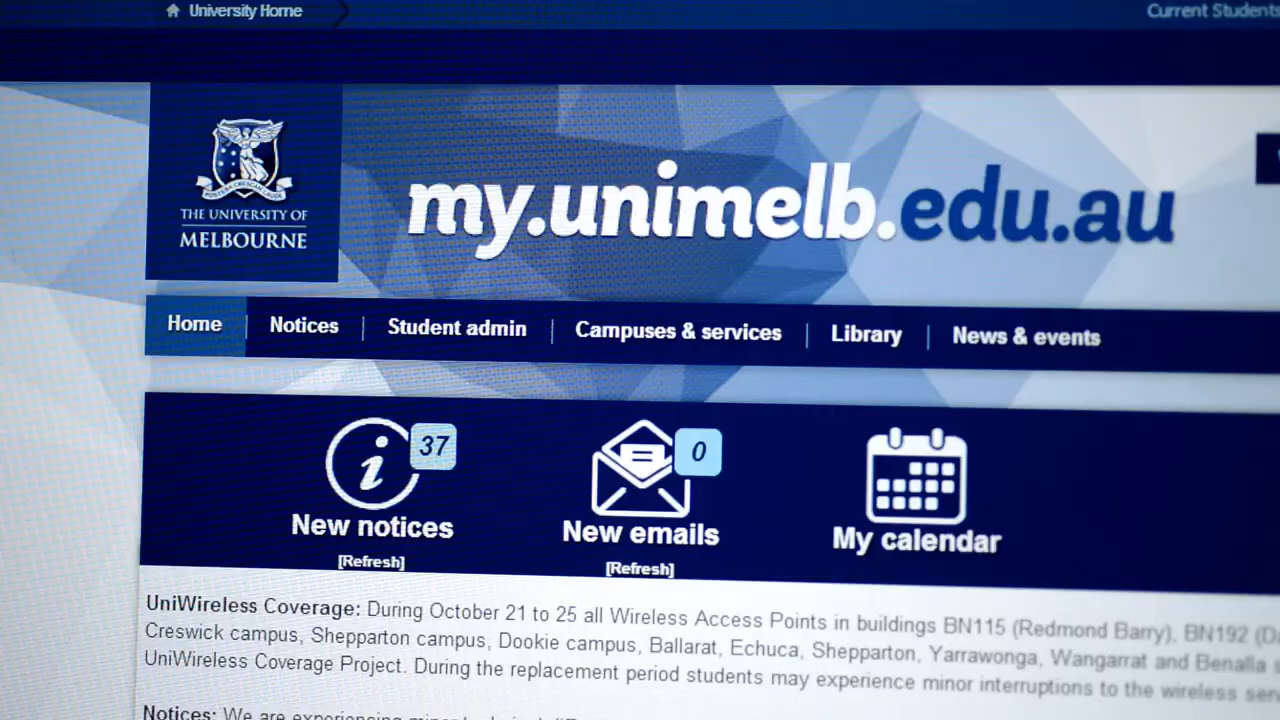 University Home
Current Students
THE UNIVERSITY OF
MELBOURNE
my.unimelb.edu.au
Home
Notices
Student admin
Campuses & services
Library
News & events
37
0
New notices
New emails
My calendar
[Refresh]
[Refresh]
UniWireless Coverage: During October 21 to 25 all Wireless Access Points in buildings BN115 (Redmond Barry), BN192
Creswick campus, Shepparton campus, Dookie campus, Ballarat, Echuca, Shepparton, Yarrawonga, Wangarrat and Benalla
UniWireless Coverage Project. During the replacement period students may experience minor interruptions to the wireless
Notices: We are experiencing minor